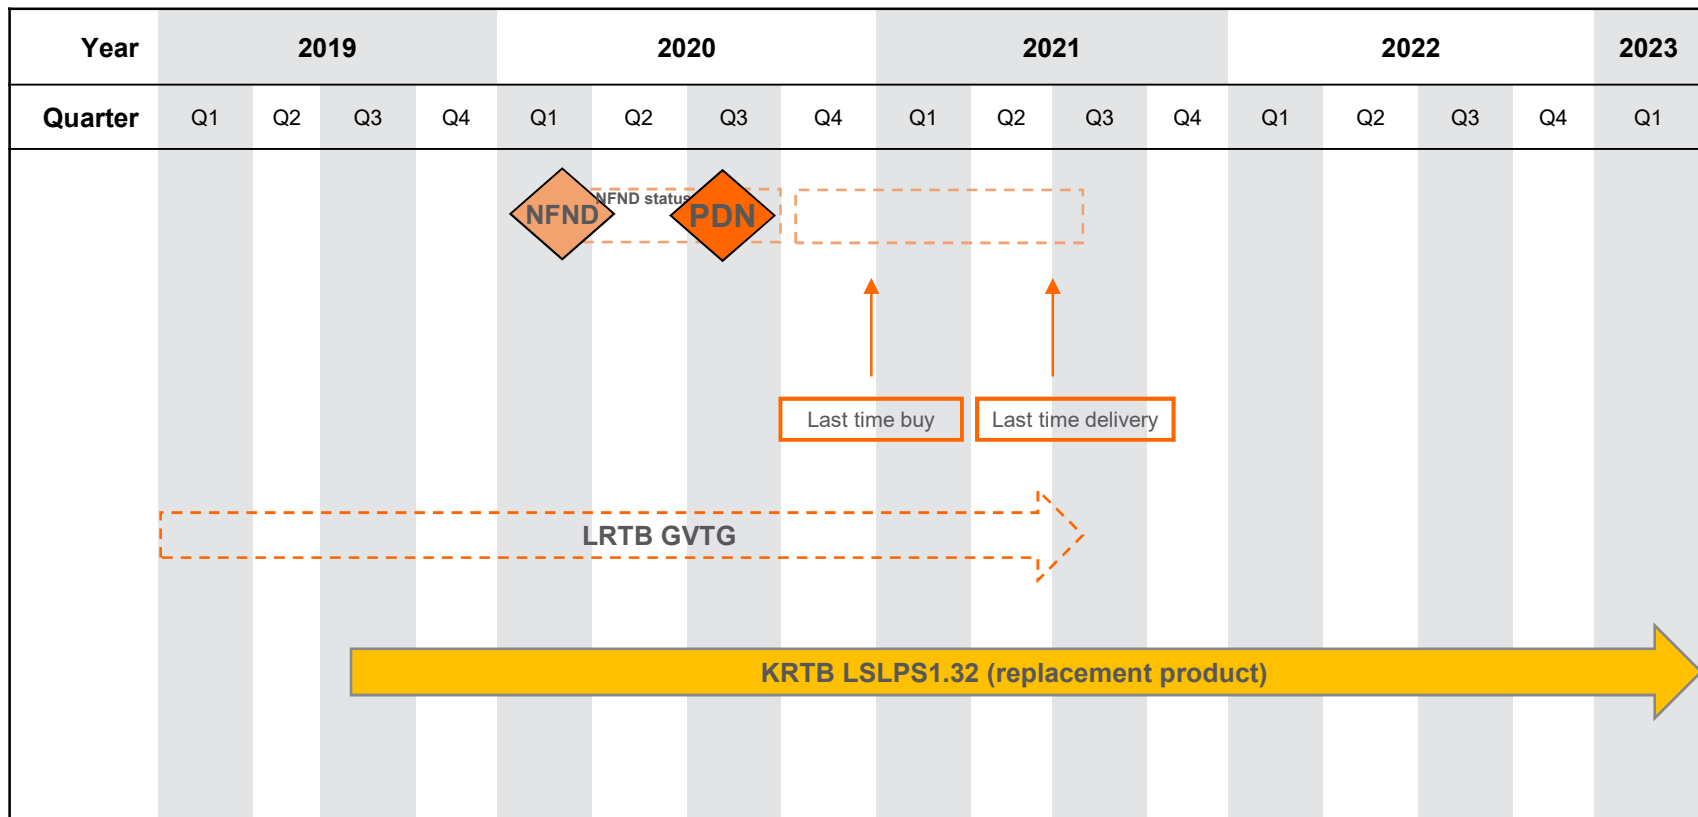 Year 2019 2020 2021 2022 2023
Quarter Q1 Q2 Q3 Q4 Q1 Q2 Q3 Q4 Q1 Q2 Q3 Q4 Q1 Q2 Q3 Q4 Q1
NFND NFND status PDN
Last time buy Last time delivery
LRTB GVTG
KRTB LSLPS1.32 (replacement product)